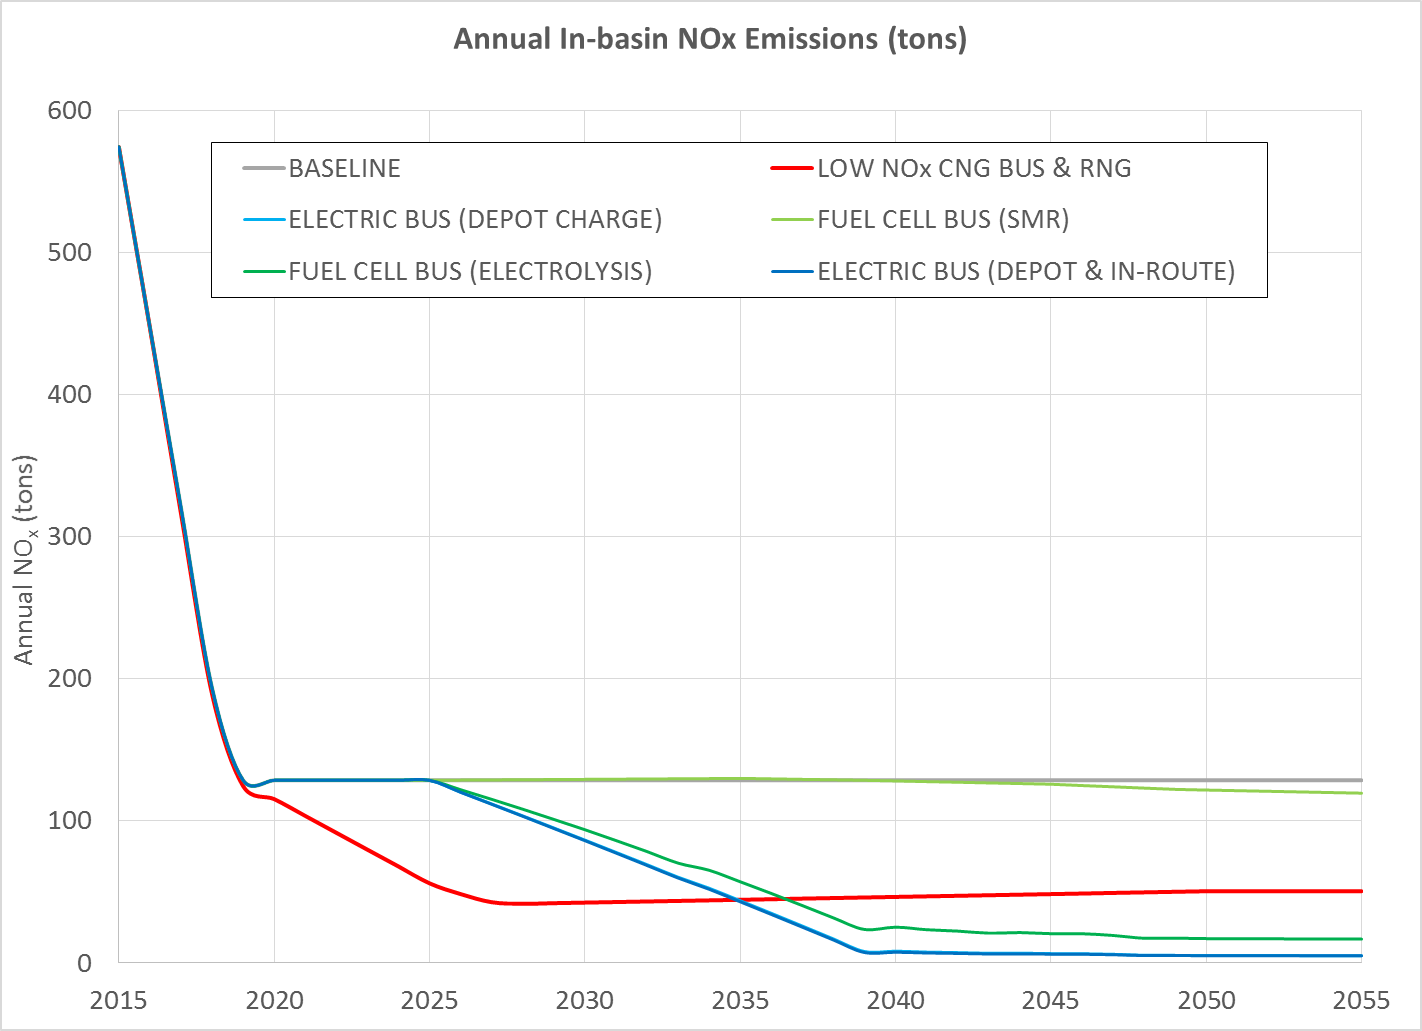 Annual In-basin NOx Emissions (tons)
600
500
400
300
200
100
0
Annual NOx (tons)
BASELINE
LOW NOx CNG BUS & RNG
ELECTRIC BUS (DEPOT CHARGE)
FUEL CELL BUS (SMR)
FUEL CELL BUS (ELECTROLYSIS)
ELECTRIC BUS (DEPOT & IN-ROUTE)
2015 2020 2025 2030 2035 2040 2045 2050 2055